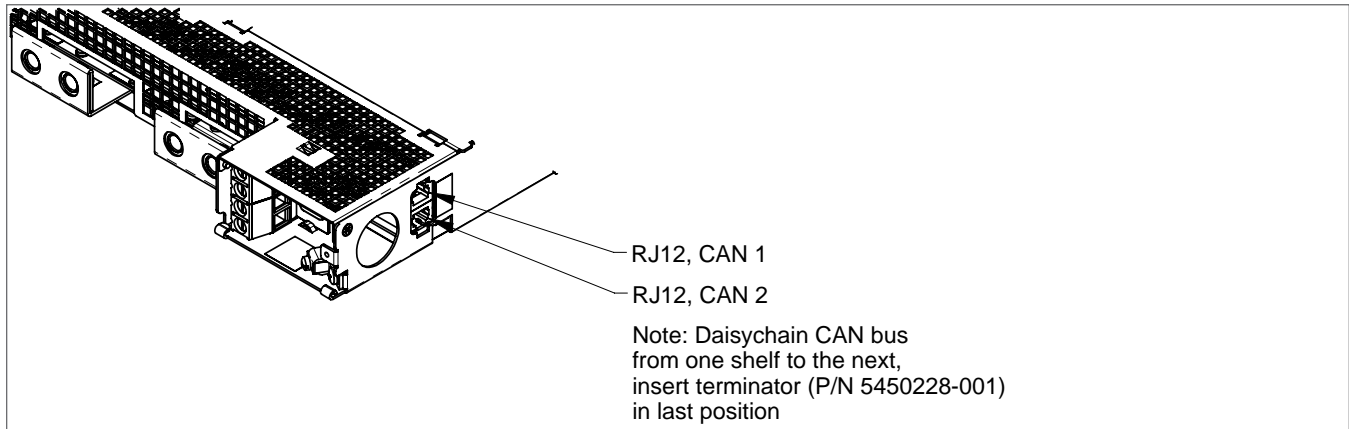 RJ12, CAN 1
RJ12, CAN 2
Note: Daisychain CAN bus
from one shelf to the next,
insert terminator (P/N 5450228-001)
in last position